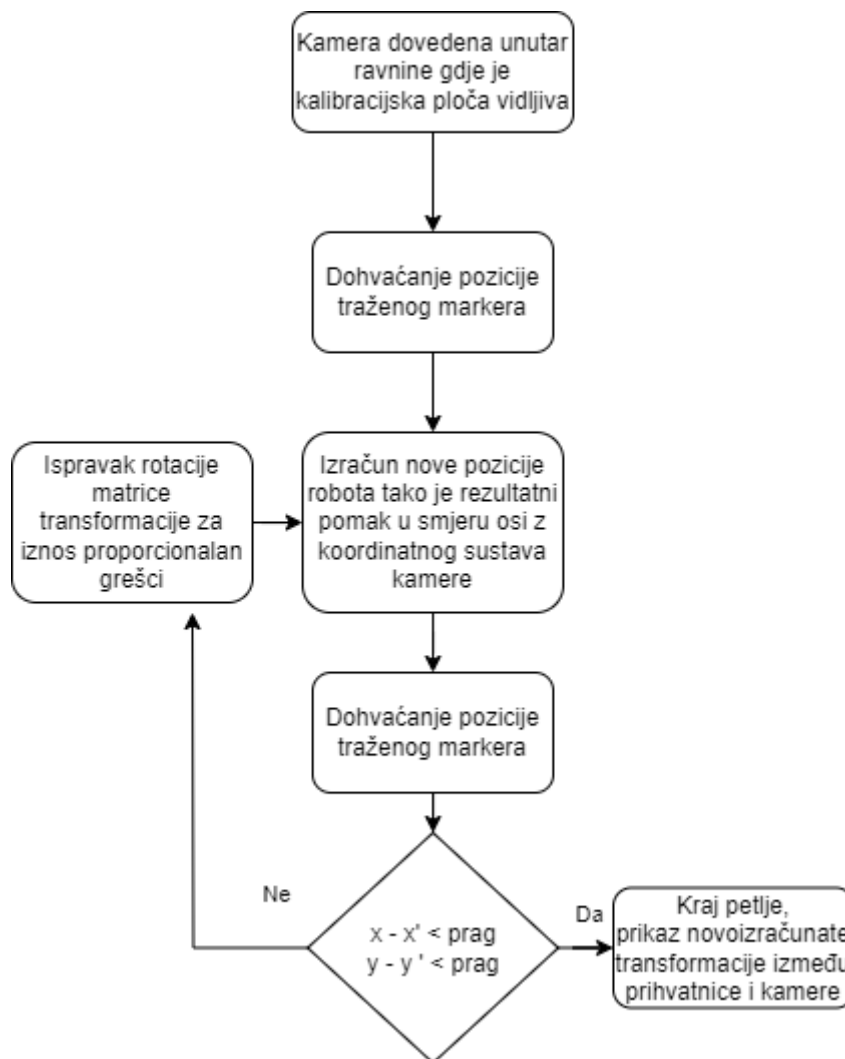 Kamera dovedena unutar
ravnine gdje je
kalibracijska ploča vidljiva
Dohvaćanje pozicije
traženog markera
Ispravak rotacije
matrice
transformacije za
iznos proporcionalan
grešci
Izračun nove pozicije
robota tako je rezultatni
pomak u smjeru osi z
koordinatnog sustava
kamere
Dohvaćanje pozicije
traženog markera
Ne
x - x' < prag
y - y ' < prag
Da
Kraj petlje,
prikaz novoizračunate
transformacije između
prihvatnice i kamere